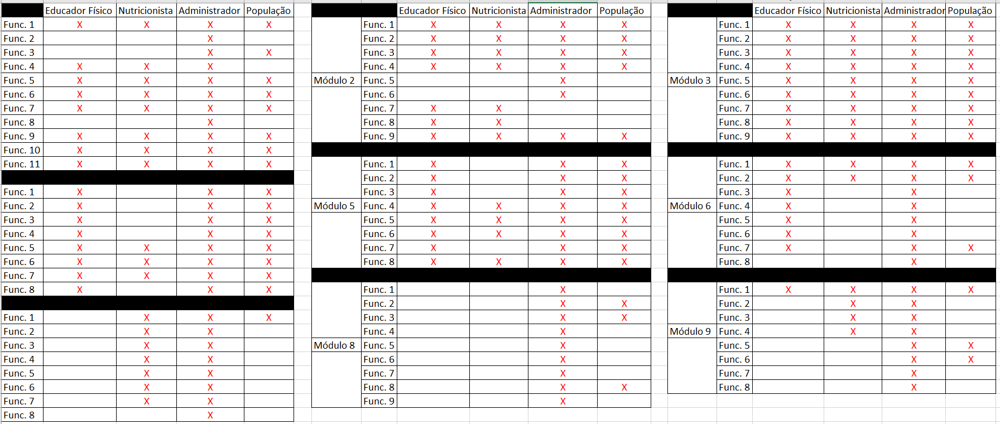 Educador Físico Nutricionista Administrador População
Func. 1 X X X X
Func. 2 X
Func. 3 X X
Func. 4 X X X
Func. 5 X X X X
Func. 6 X X X X
Func. 7 X X X X
Func. 8 X
Func. 9 X X X X
Func. 10 X X X X
Func. 11 X X X X
Func. 1 X X X
Func. 2 X X X
Func. 3 X X X
Func. 4 X X X
Func. 5 X X X X
Func. 6 X X X X
Func. 7 X X X X
Func. 8 X X X
Func. 1 X X X
Func. 2 X X
Func. 3 X X
Func. 4 X X
Func. 5 X X
Func. 6 X X
Func. 7 X X
Func. 8 X
Educador Físico Nutricionista Administrador População
Func. 1 X X X X
Func. 2 X X X X
Func. 3 X X X X
Func. 4 X X X X
Módulo 2 Func. 5 X
Func. 6 X
Func. 7 X X
Func. 8 X X
Func. 9 X X X X
Func. 1 X X X
Func. 2 X X X
Func. 3 X X X
Módulo 5 Func. 4 X X X X
Func. 5 X X X X
Func. 6 X X X X
Func. 7 X X X
Func. 8 X X X X
Func. 1 X
Func. 2 X X
Func. 3 X X
Func. 4 X
Módulo 8 Func. 5 X
Func. 6 X
Func. 7 X
Func. 8 X X
Func. 9 X
Educador Físico Nutricionista Administrador População
Func. 1 X X X X
Func. 2 X X X X
Func. 3 X X X X
Func. 4 X X X X
Módulo 3 Func. 5 X X X X
Func. 6 X X X X
Func. 7 X X X X
Func. 8 X X X X
Func. 9 X X X X
Func. 1 X X X X
Func. 2 X X X X
Func. 3 X X
Módulo 6 Func. 4 X X
Func. 5 X X
Func. 6 X X
Func. 7 X X X
Func. 8 X
Func. 1 X X X X
Func. 2 X X
Func. 3 X X
Módulo 9 Func. 4 X X
Func. 5 X X
Func. 6 X X
Func. 7 X
Func. 8 X